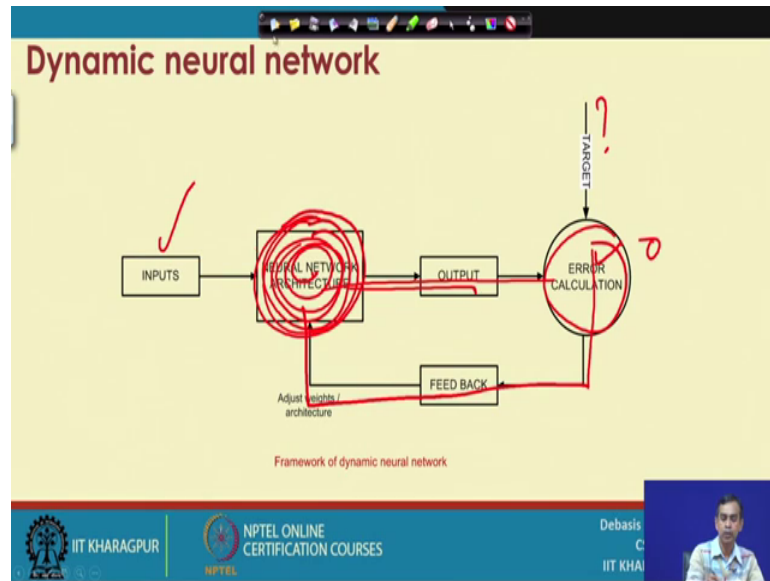 Dynamic neural network
TARGET
?
INPUTS
NEURAL NETWORK
ARCHITECTURE
OUTPUT
ERROR
CALCULATION
FEED BACK
Adjust weights /
architecture
Framework of dynamic neural network
IIT KHARAGPUR
NPTEL
NPTEL ONLINE
CERTIFICATION COURSES
Debasis
IIT KHA